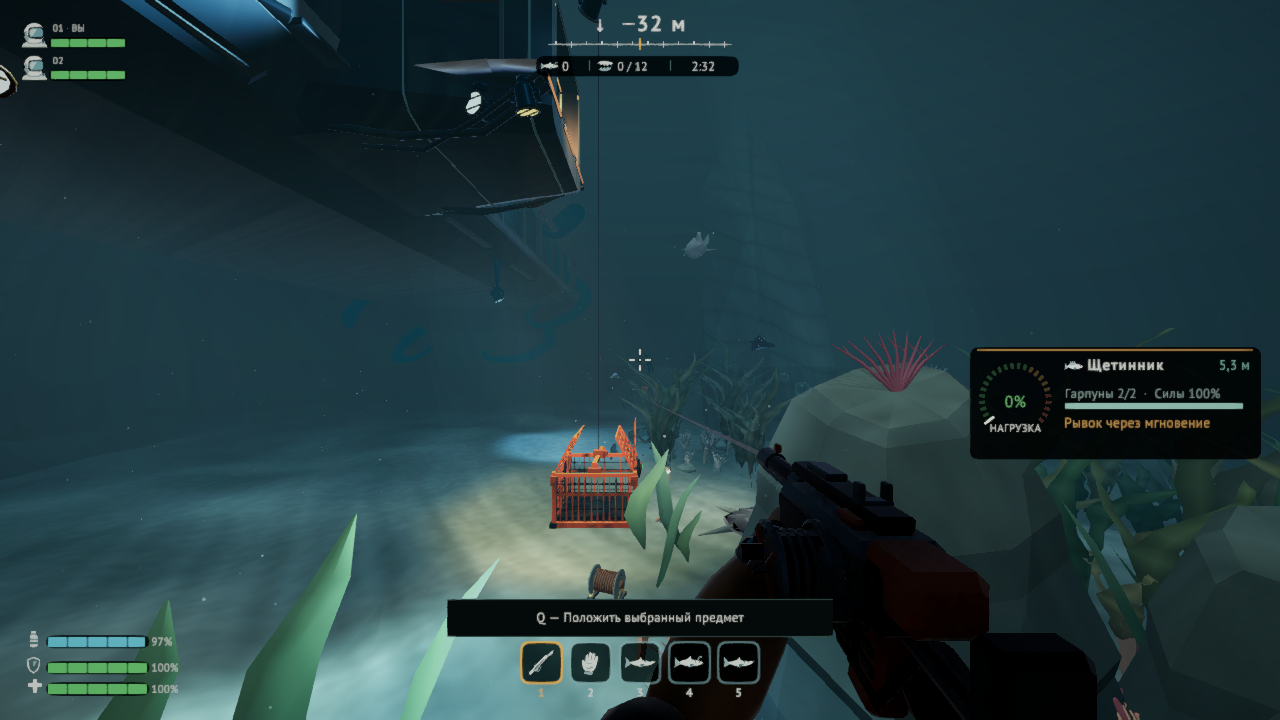 01 · ВЫ
02
−32 м
0
0 / 12
2:32
Щетинник
5,3 м
0%
НАГРУЗКА
Гарпуны 2/2 · Силы 100%
Рывок через мгновение
Q — Положить выбранный предмет
97%
100%
100%
1
2
3
4
5